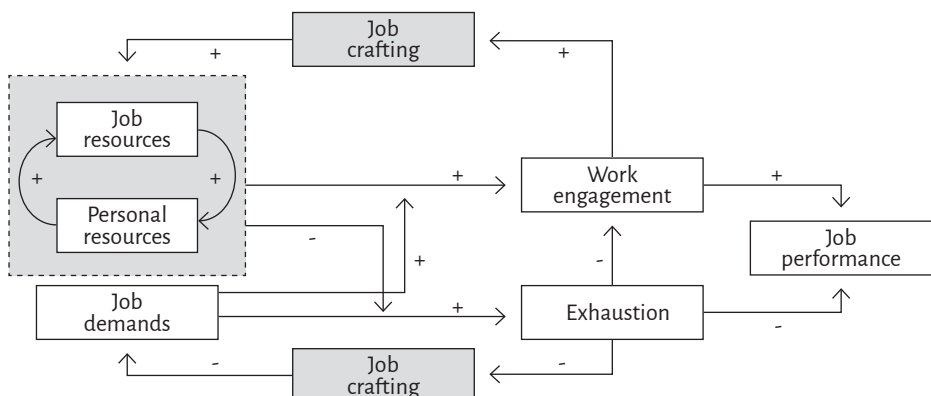 Job
crafting
+
+
Job
resources
+
+
Personal
resources
+
Work
engagement
+
-
+
Job
performance
-
Job
demands
+
Exhaustion
-
-
-
Job
crafting